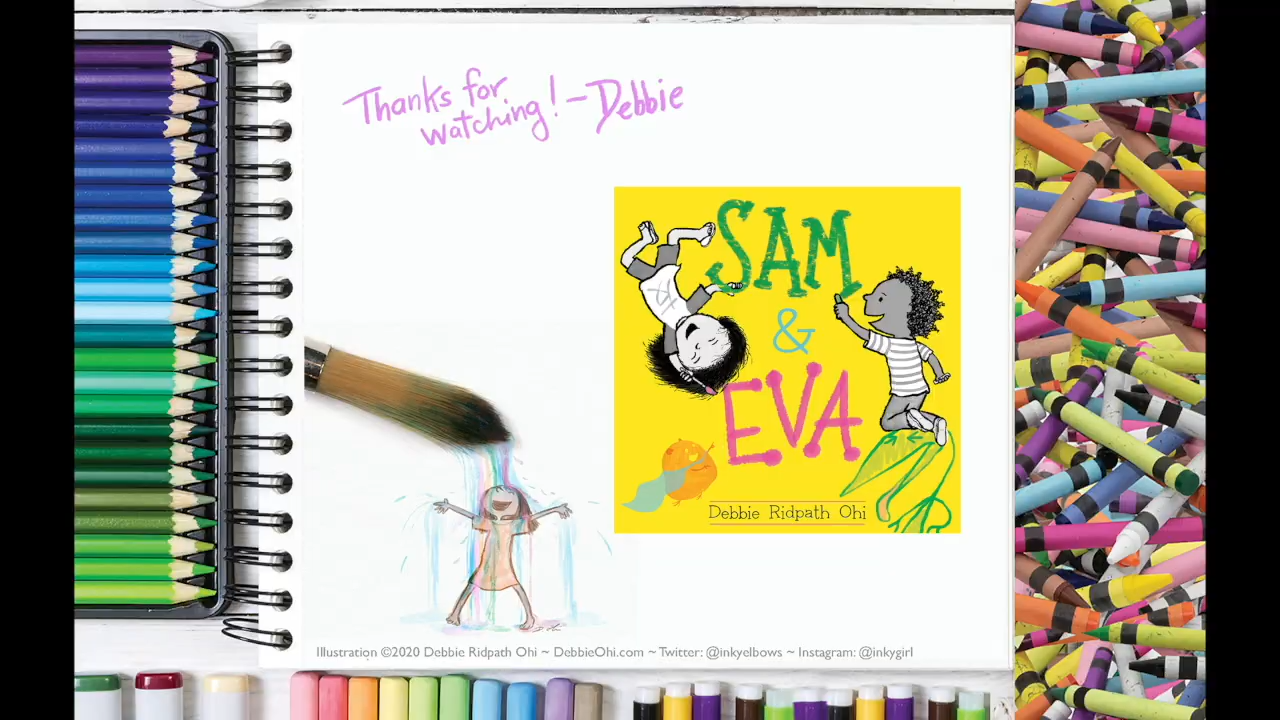 Thanks for
watching! - Debbie
SAM
&
EVA
Debbie Ridpath Ohi
Illustration ©2020 Debbie Ridpath Ohi ~ DebbieOhi.com ~ Twitter: @inkyelbows ~ Instagram: @inkygirl